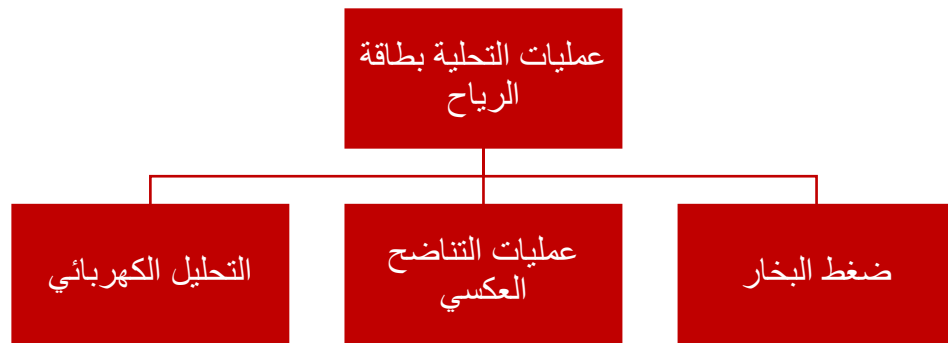 عمليات التحلية بطاقة
الرياح
ضغط البخار
عمليات التناضح
العكسي
التحليل الكهربائي